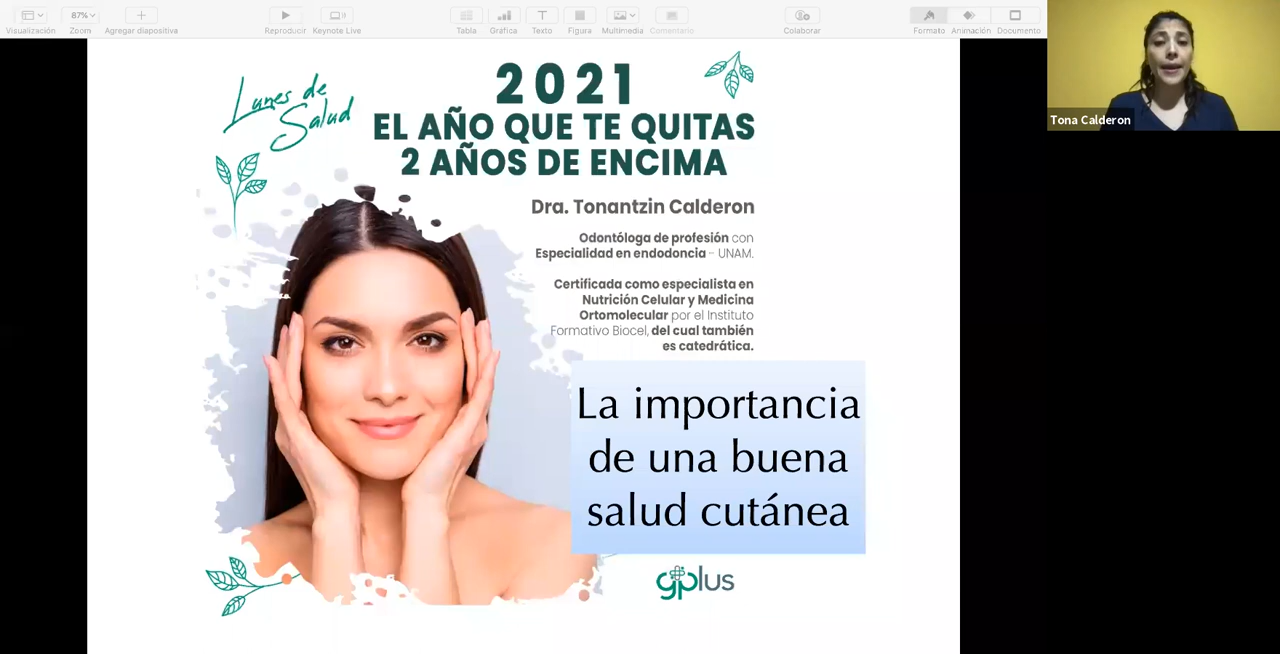 87%
Visualización
Zoom
Agregar diapositiva
Reproducir
Keynote Live
Tabla
Gráfica
Texto
Figura
Multimedia
Comentario
Colaborar
Formato
Animación
Documento
Tona Calderon
Lunes de
Salud
2021
EL AÑO QUE TE QUITAS
2 AÑOS DE ENCIMA
Dra. Tonantzin Calderon
Odontóloga de profesión con
Especialidad en endodoncia - UNAM.
Certificada como especialista en
Nutrición Celular y Medicina
Ortomolecular por el Instituto
Formativo Biocel, del cual también
es catedrática.
La importancia
de una buena
salud cutánea
gplus